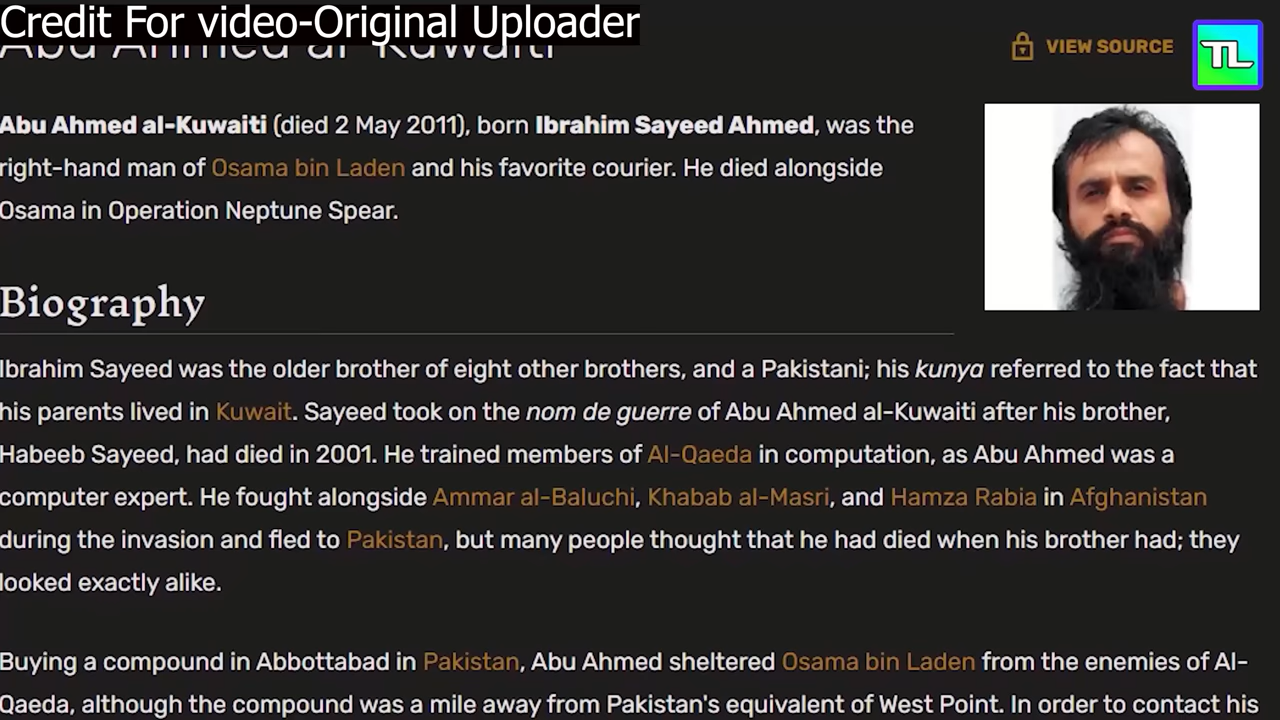 Credit For video-Original Uploader
Abu Ahmed al-Kuwaiti
VIEW SOURCE
TL
Abu Ahmed al-Kuwaiti (died 2 May 2011), born Ibrahim Sayeed Ahmed, was the
right-hand man of Osama bin Laden and his favorite courier. He died alongside
Osama in Operation Neptune Spear.
Biography
Ibrahim Sayeed was the older brother of eight other brothers, and a Pakistani; his kunya referred to the fact that
his parents lived in Kuwait. Sayeed took on the nom de guerre of Abu Ahmed al-Kuwaiti after his brother,
Habeeb Sayeed, had died in 2001. He trained members of Al-Qaeda in computation, as Abu Ahmed was a
computer expert. He fought alongside Ammar al-Baluchi, Khabab al-Masri, and Hamza Rabia in Afghanistan
during the invasion and fled to Pakistan, but many people thought that he had died when his brother had; they
looked exactly alike.
Buying a compound in Abbottabad in Pakistan, Abu Ahmed sheltered Osama bin Laden from the enemies of Al-
Qaeda, although the compound was a mile away from Pakistan's equivalent of West Point. In order to contact his